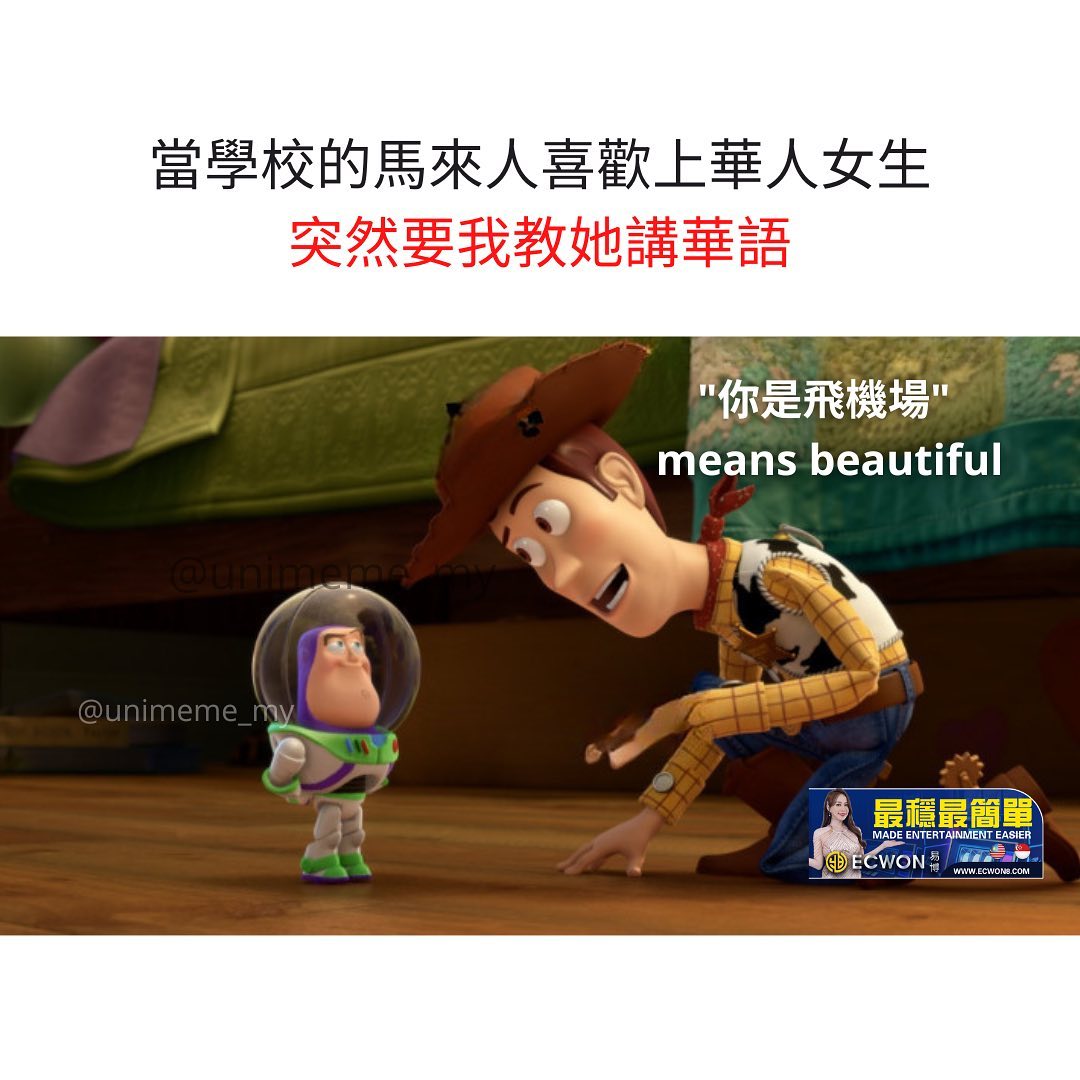 當學校的馬來人喜歡上華人女生
突然要我教她講華語
"你是飛機場"
means beautiful
@unimeme_my
@unimeme_my
最穩最簡單
MADE ENTERTAINMENT EASIER
ECWON 易博
WWW.ECWON8.COM